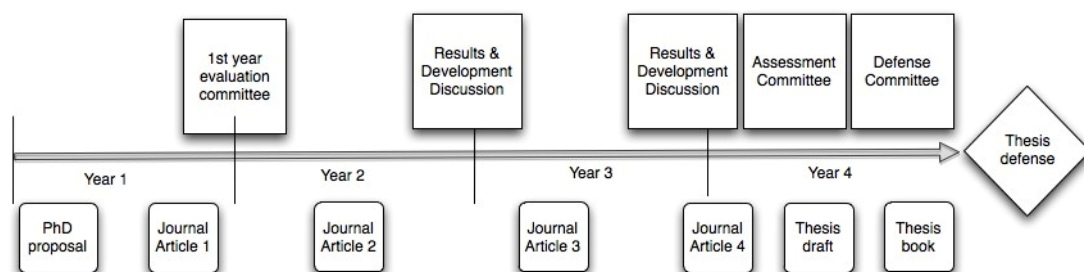 1st year
evaluation
committee
Results &
Development
Discussion
Results &
Development
Discussion
Assessment
Committee
Defense
Committee
Thesis
defense
Year 1
Year 2
Year 3
Year 4
PhD
proposal
Journal
Article 1
Journal
Article 2
Journal
Article 3
Journal
Article 4
Thesis
draft
Thesis
book